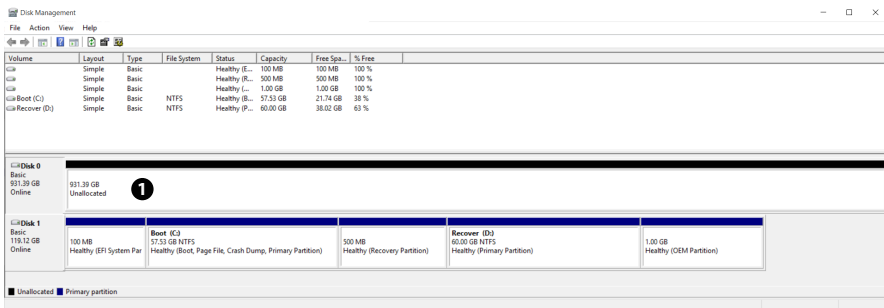 Disk Management
File Action View Help
Volume Layout Type File System Status Capacity Free Spa... % Free
Simple Basic Healthy (E... 100 MB 100 MB 100 %
Simple Basic Healthy (R... 500 MB 500 MB 100 %
Simple Basic Healthy (... 1.00 GB 1.00 GB 100 %
Boot (C:) Simple Basic NTFS Healthy (B... 57.53 GB 21.74 GB 38 %
Recover (D:) Simple Basic NTFS Healthy (P... 60.00 GB 38.02 GB 63 %
Disk 0
Basic
931.39 GB
Online
931.39 GB
Unallocated
1
Disk 1
Basic
119.12 GB
Online
100 MB
Healthy (EFI System Par
Boot (C:)
57.53 GB NTFS
Healthy (Boot, Page File, Crash Dump, Primary Partition)
500 MB
Healthy (Recovery Partition)
Recover (D:)
60.00 GB NTFS
Healthy (Primary Partition)
1.00 GB
Healthy (OEM Partition)
Unallocated Primary partition